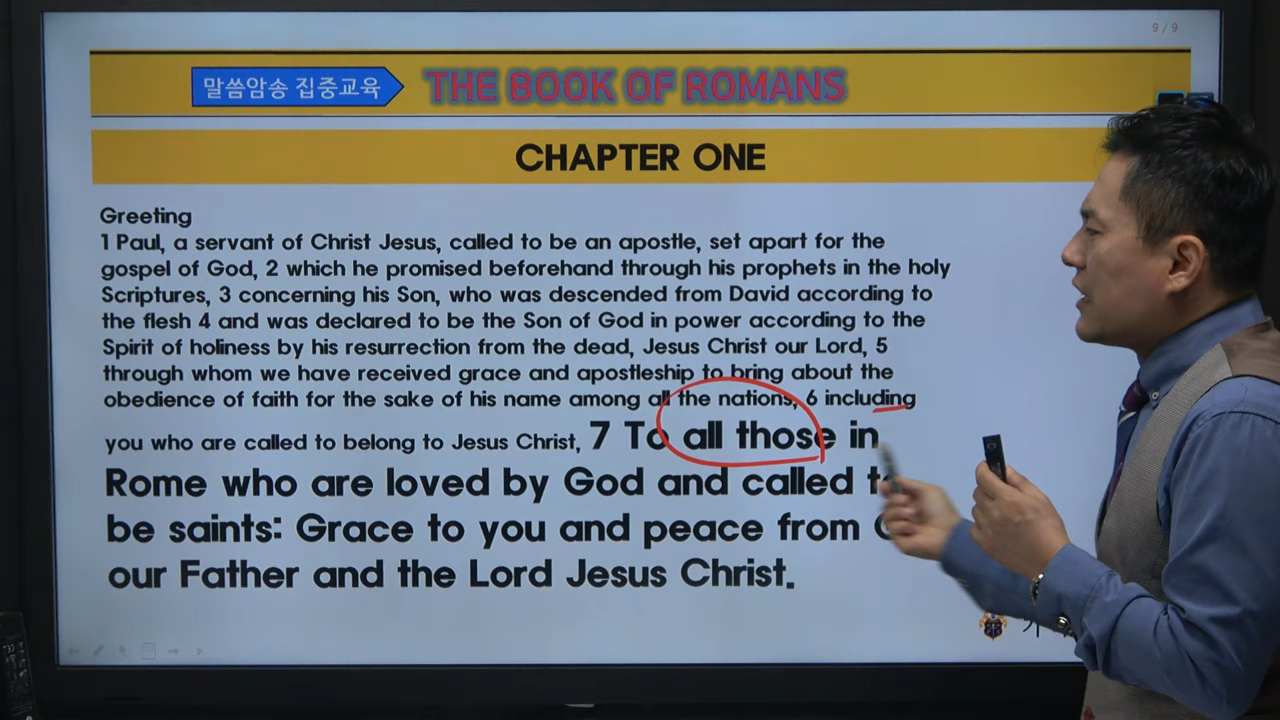 9 / 9
말씀암송 집중교육
THE BOOK OF ROMANS
CHAPTER ONE
Greeting
1 Paul, a servant of Christ Jesus, called to be an apostle, set apart for the
gospel of God, 2 which he promised beforehand through his prophets in the holy
Scriptures, 3 concerning his Son, who was descended from David according to
the flesh 4 and was declared to be the Son of God in power according to the
Spirit of holiness by his resurrection from the dead, Jesus Christ our Lord, 5
through whom we have received grace and apostleship to bring about the
obedience of faith for the sake of his name among all the nations, 6 including
you who are called to belong to Jesus Christ, 7 To all those in
Rome who are loved by God and called
be saints: Grace to you and peace from
our Father and the Lord Jesus Christ.